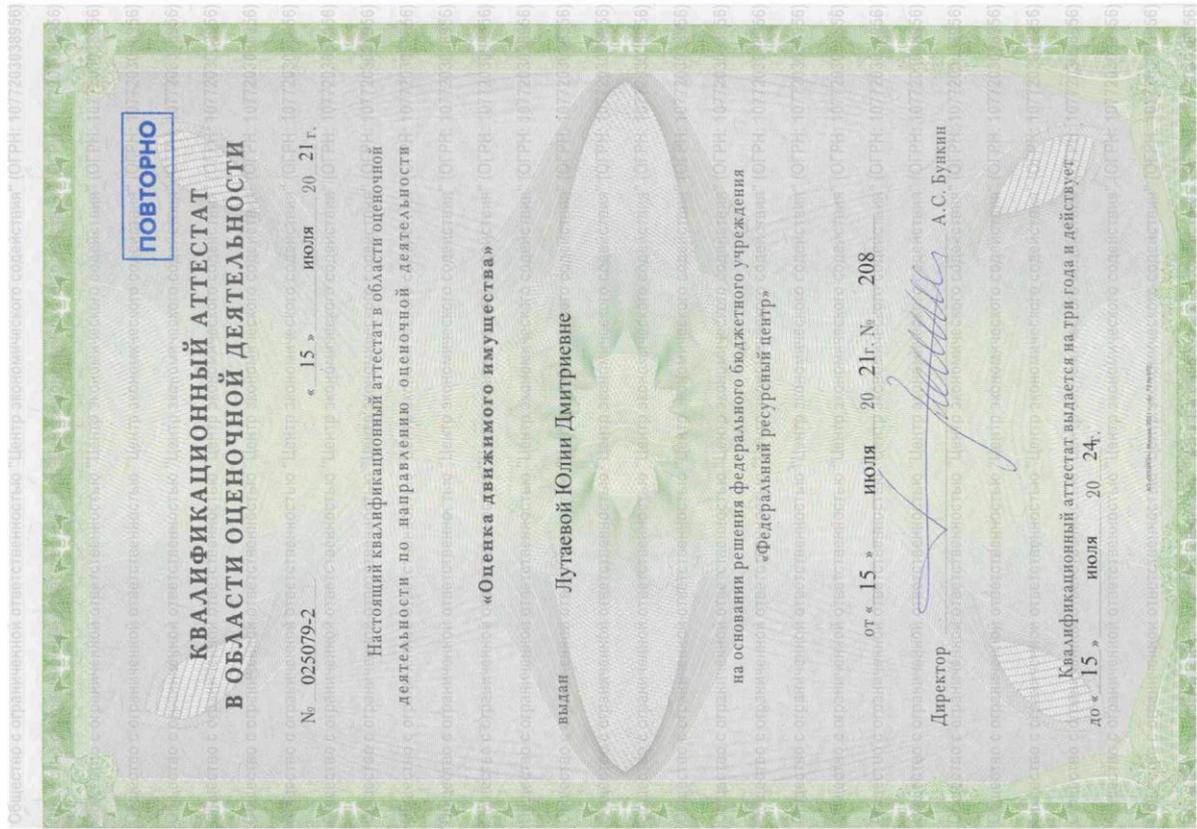 ПОВТОРНО
КВАЛИФИКАЦИОННЫЙ АТТЕСТАТ
В ОБЛАСТИ ОЦЕНОЧНОЙ ДЕЯТЕЛЬНОСТИ
№ 025079-2 « 15 » июля 20 21 г.
Настоящий квалификационный аттестат в области оценочной
деятельности по направлению оценочной деятельности
«Оценка движимого имущества»
выдан Лутаевой Юлии Дмитриевне
на основании решения федерального бюджетного учреждения
«Федеральный ресурсный центр»
от « 15 » июля 20 21г. № 208
Директор А.С. Бункин
Квалификационный аттестат выдается на три года и действует
до « 15 » июля 20 24г.